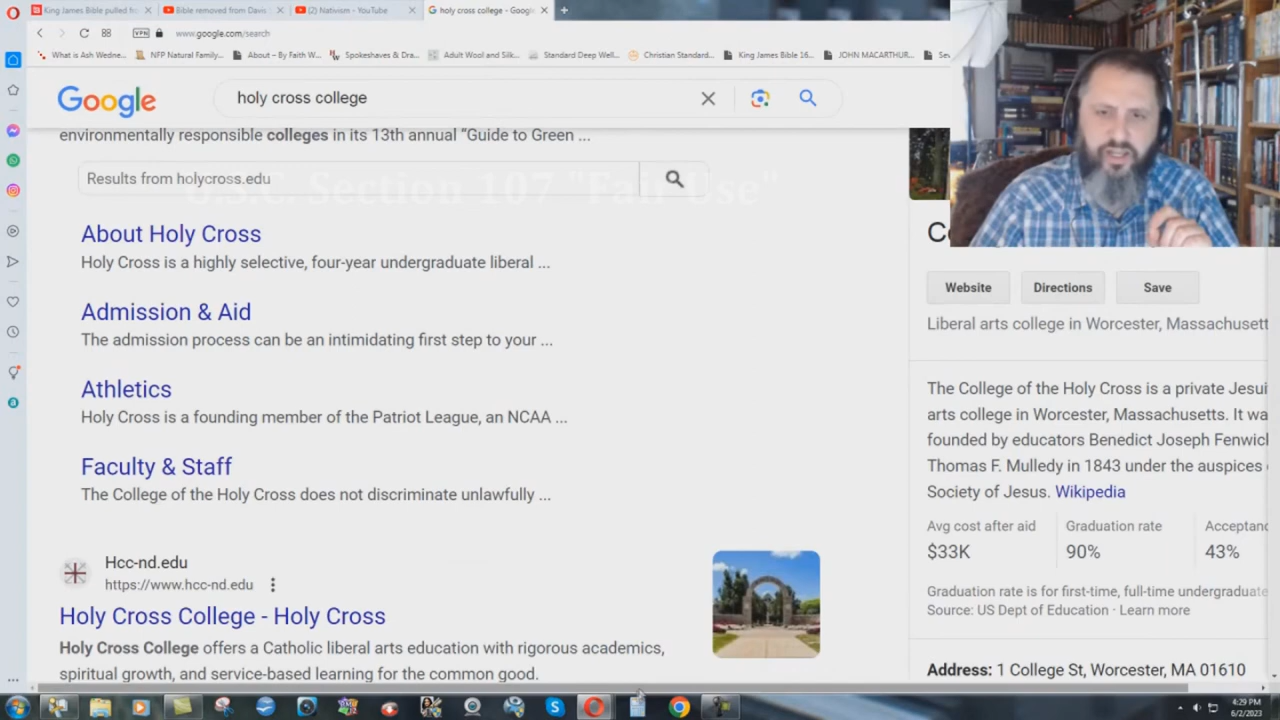 King James Bible pulled fr
Bible removed from Davis
(2) Nativism - YouTube
holy cross college - Google
VPN
www.google.com/search
What is Ash Wedne...
NFP Natural Family...
About – By Faith W...
Spokeshaves & Dra...
Adult Wool and Silk...
Standard Deep Well...
Christian Standard...
King James Bible 16...
JOHN MACARTHUR...
Google
holy cross college
environmentally responsible colleges in its 13th annual “Guide to Green ...
Results from holycross.edu
U.S.C. Section 107 "Fair Use"
About Holy Cross
Holy Cross is a highly selective, four-year undergraduate liberal ...
Admission & Aid
The admission process can be an intimidating first step to your ...
Athletics
Holy Cross is a founding member of the Patriot League, an NCAA ...
Faculty & Staff
The College of the Holy Cross does not discriminate unlawfully ...
Hcc-nd.edu
https://www.hcc-nd.edu
Holy Cross College - Holy Cross
Holy Cross College offers a Catholic liberal arts education with rigorous academics,
spiritual growth, and service-based learning for the common good.
Website
Directions
Save
Liberal arts college in Worcester, Massachusett
The College of the Holy Cross is a private Jesui
arts college in Worcester, Massachusetts. It wa
founded by educators Benedict Joseph Fenwick
Thomas F. Mulledy in 1843 under the auspices
Society of Jesus. Wikipedia
Avg cost after aid
Graduation rate
Acceptanc
$33K
90%
43%
Graduation rate is for first-time, full-time undergraduate
Source: US Dept of Education · Learn more
Address: 1 College St, Worcester, MA 01610
4:29 PM
6/2/2023